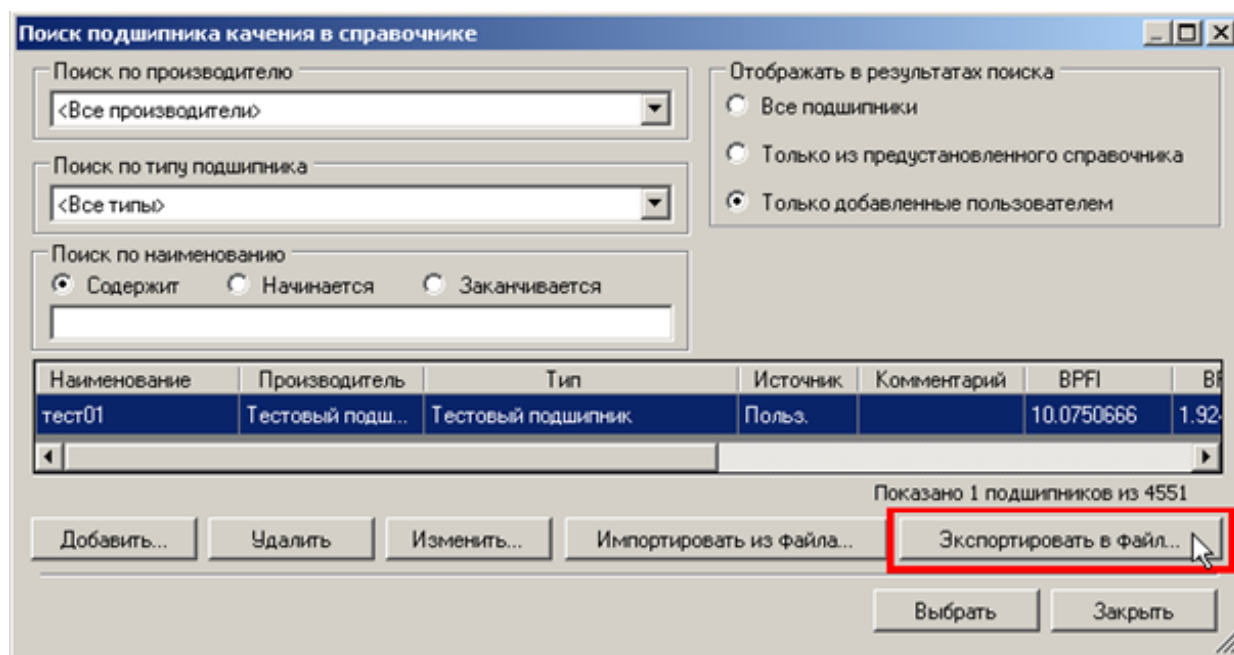 Поиск подшипника качения в справочнике
Поиск по производителю
<Все производители>
Поиск по типу подшипника
<Все типы>
Поиск по наименованию
Содержит Начинается Заканчивается
Отображать в результатах поиска
Все подшипники
Только из предустановленного справочника
Только добавленные пользователем
Наименование Производитель Тип Источник Комментарий BPFI
тест01 Тестовый подш... Тестовый подшипник Польз. 10.0750666 1.92
Показано 1 подшипников из 4551
Добавить... Удалить Изменить... Импортировать из файла... Экспортировать в файл...
Выбрать Закрыть